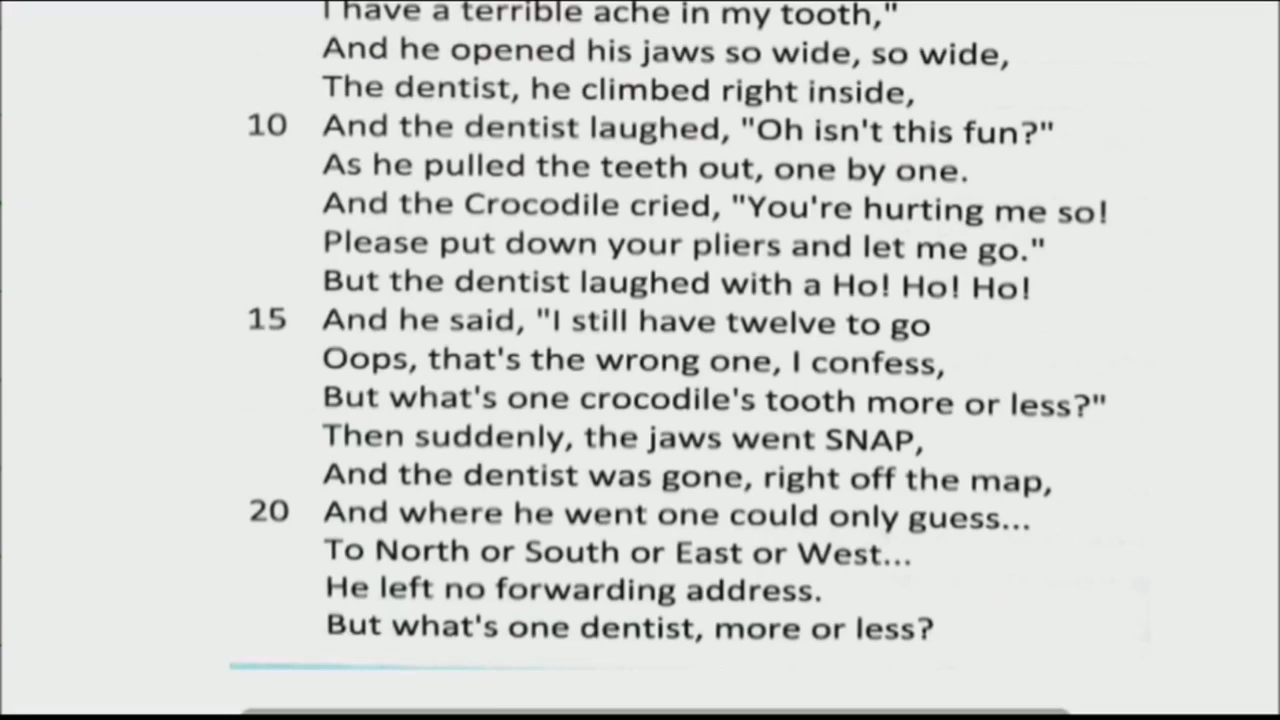 I have a terrible ache in my tooth,"
And he opened his jaws so wide, so wide,
The dentist, he climbed right inside,
10 And the dentist laughed, "Oh isn't this fun?"
As he pulled the teeth out, one by one.
And the Crocodile cried, "You're hurting me so!
Please put down your pliers and let me go."
But the dentist laughed with a Ho! Ho! Ho!
15 And he said, "I still have twelve to go
Oops, that's the wrong one, I confess,
But what's one crocodile's tooth more or less?"
Then suddenly, the jaws went SNAP,
And the dentist was gone, right off the map,
20 And where he went one could only guess...
To North or South or East or West...
He left no forwarding address.
But what's one dentist, more or less?